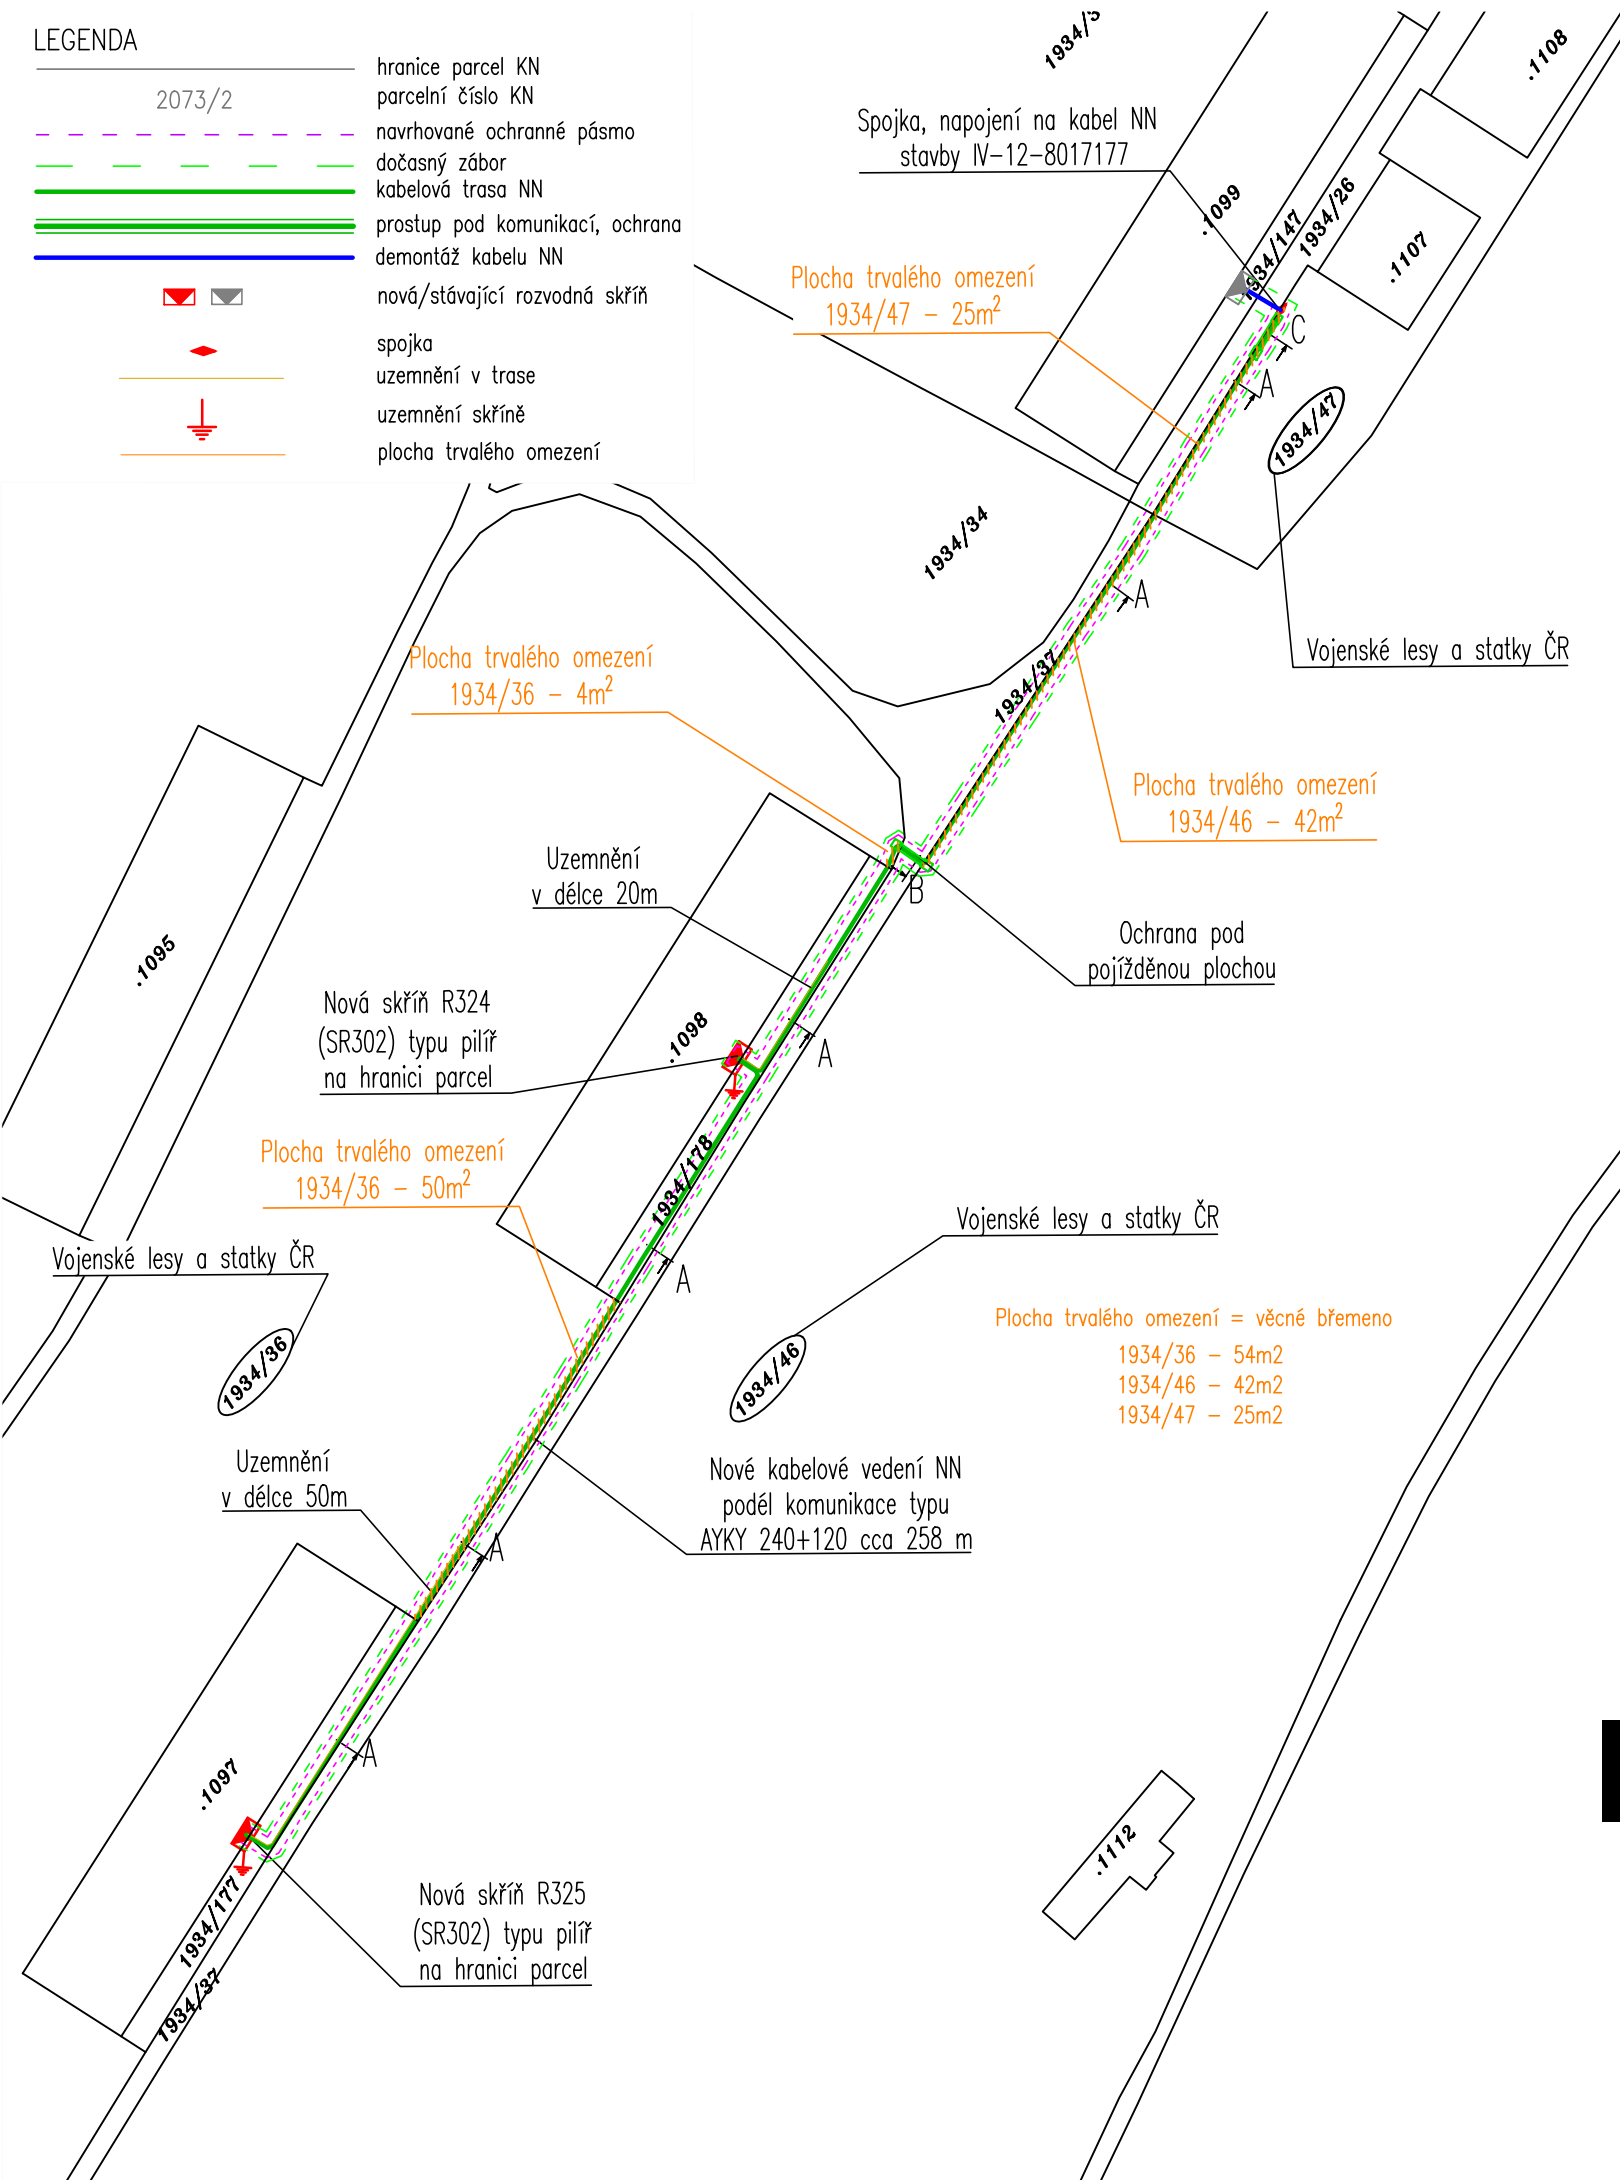 LEGENDA
hranice parcel KN
2073/2
parcelní číslo KN
navrhované ochranné pásmo
dočasný zábor
kabelová trasa NN
prostup pod komunikací, ochrana
demontáž kabelu NN
nová/stávající rozvodná skříň
spojka
uzemnění v trase
uzemnění skříně
plocha trvalého omezení
.1108
Spojka, napojení na kabel NN
stavby IV-12-8017177
.1099
1934/147
1934/26
.1107
Plocha trvalého omezení
1934/47 - 25m²
C
A
1934/47
1934/34
A
Vojenské lesy a statky ČR
Plocha trvalého omezení
1934/36 - 4m²
1934/37
Plocha trvalého omezení
1934/46 - 42m²
Uzemnění
v délce 20m
B
Ochrana pod
pojížděnou plochou
.1095
Nová skříň R324
(SR302) typu pilíř
na hranici parcel
.1098
A
Plocha trvalého omezení
1934/36 - 50m²
1934/178
Vojenské lesy a statky ČR
A
Vojenské lesy a statky ČR
1934/36
1934/46
Plocha trvalého omezení = věcné břemeno
1934/36 - 54m2
1934/46 - 42m2
1934/47 - 25m2
Uzemnění
v délce 50m
Nové kabelové vedení NN
podél komunikace typu
AYKY 240+120 cca 258 m
A
A
.1097
.1112
Nová skříň R325
(SR302) typu pilíř
na hranici parcel
1934/177
1934/37